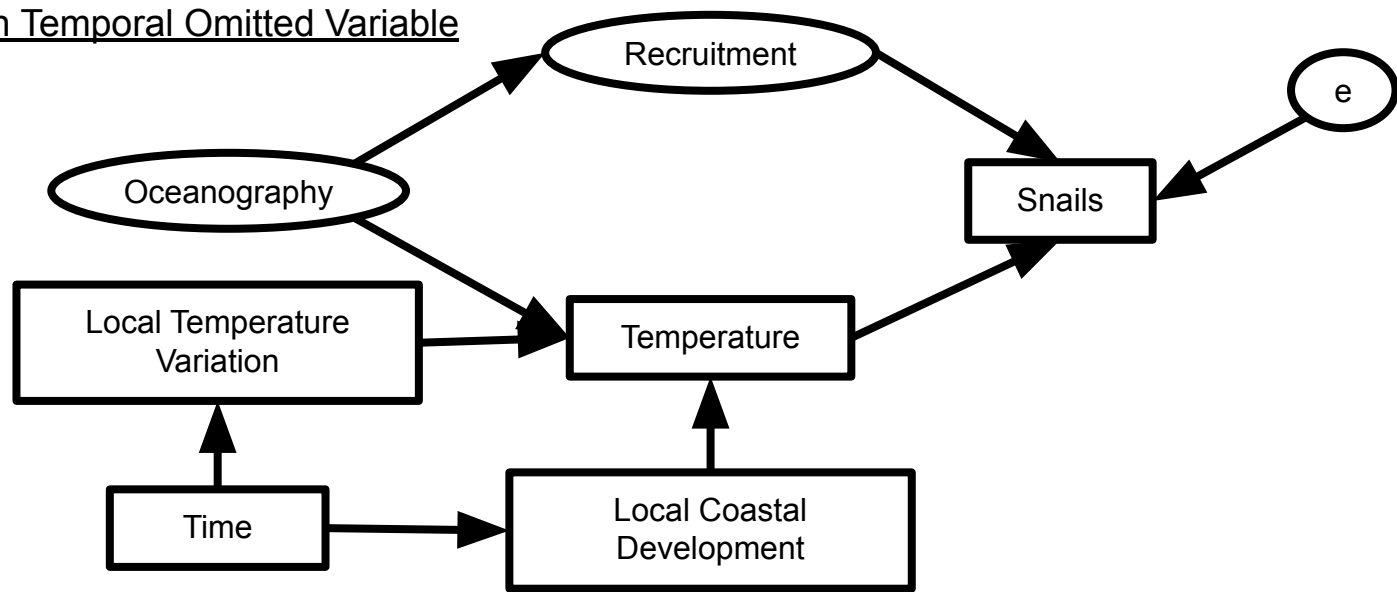 Temporal Omitted Variable
Recruitment
e
Oceanography
Snails
Local Temperature
Variation
Temperature
Time
Local Coastal
Development